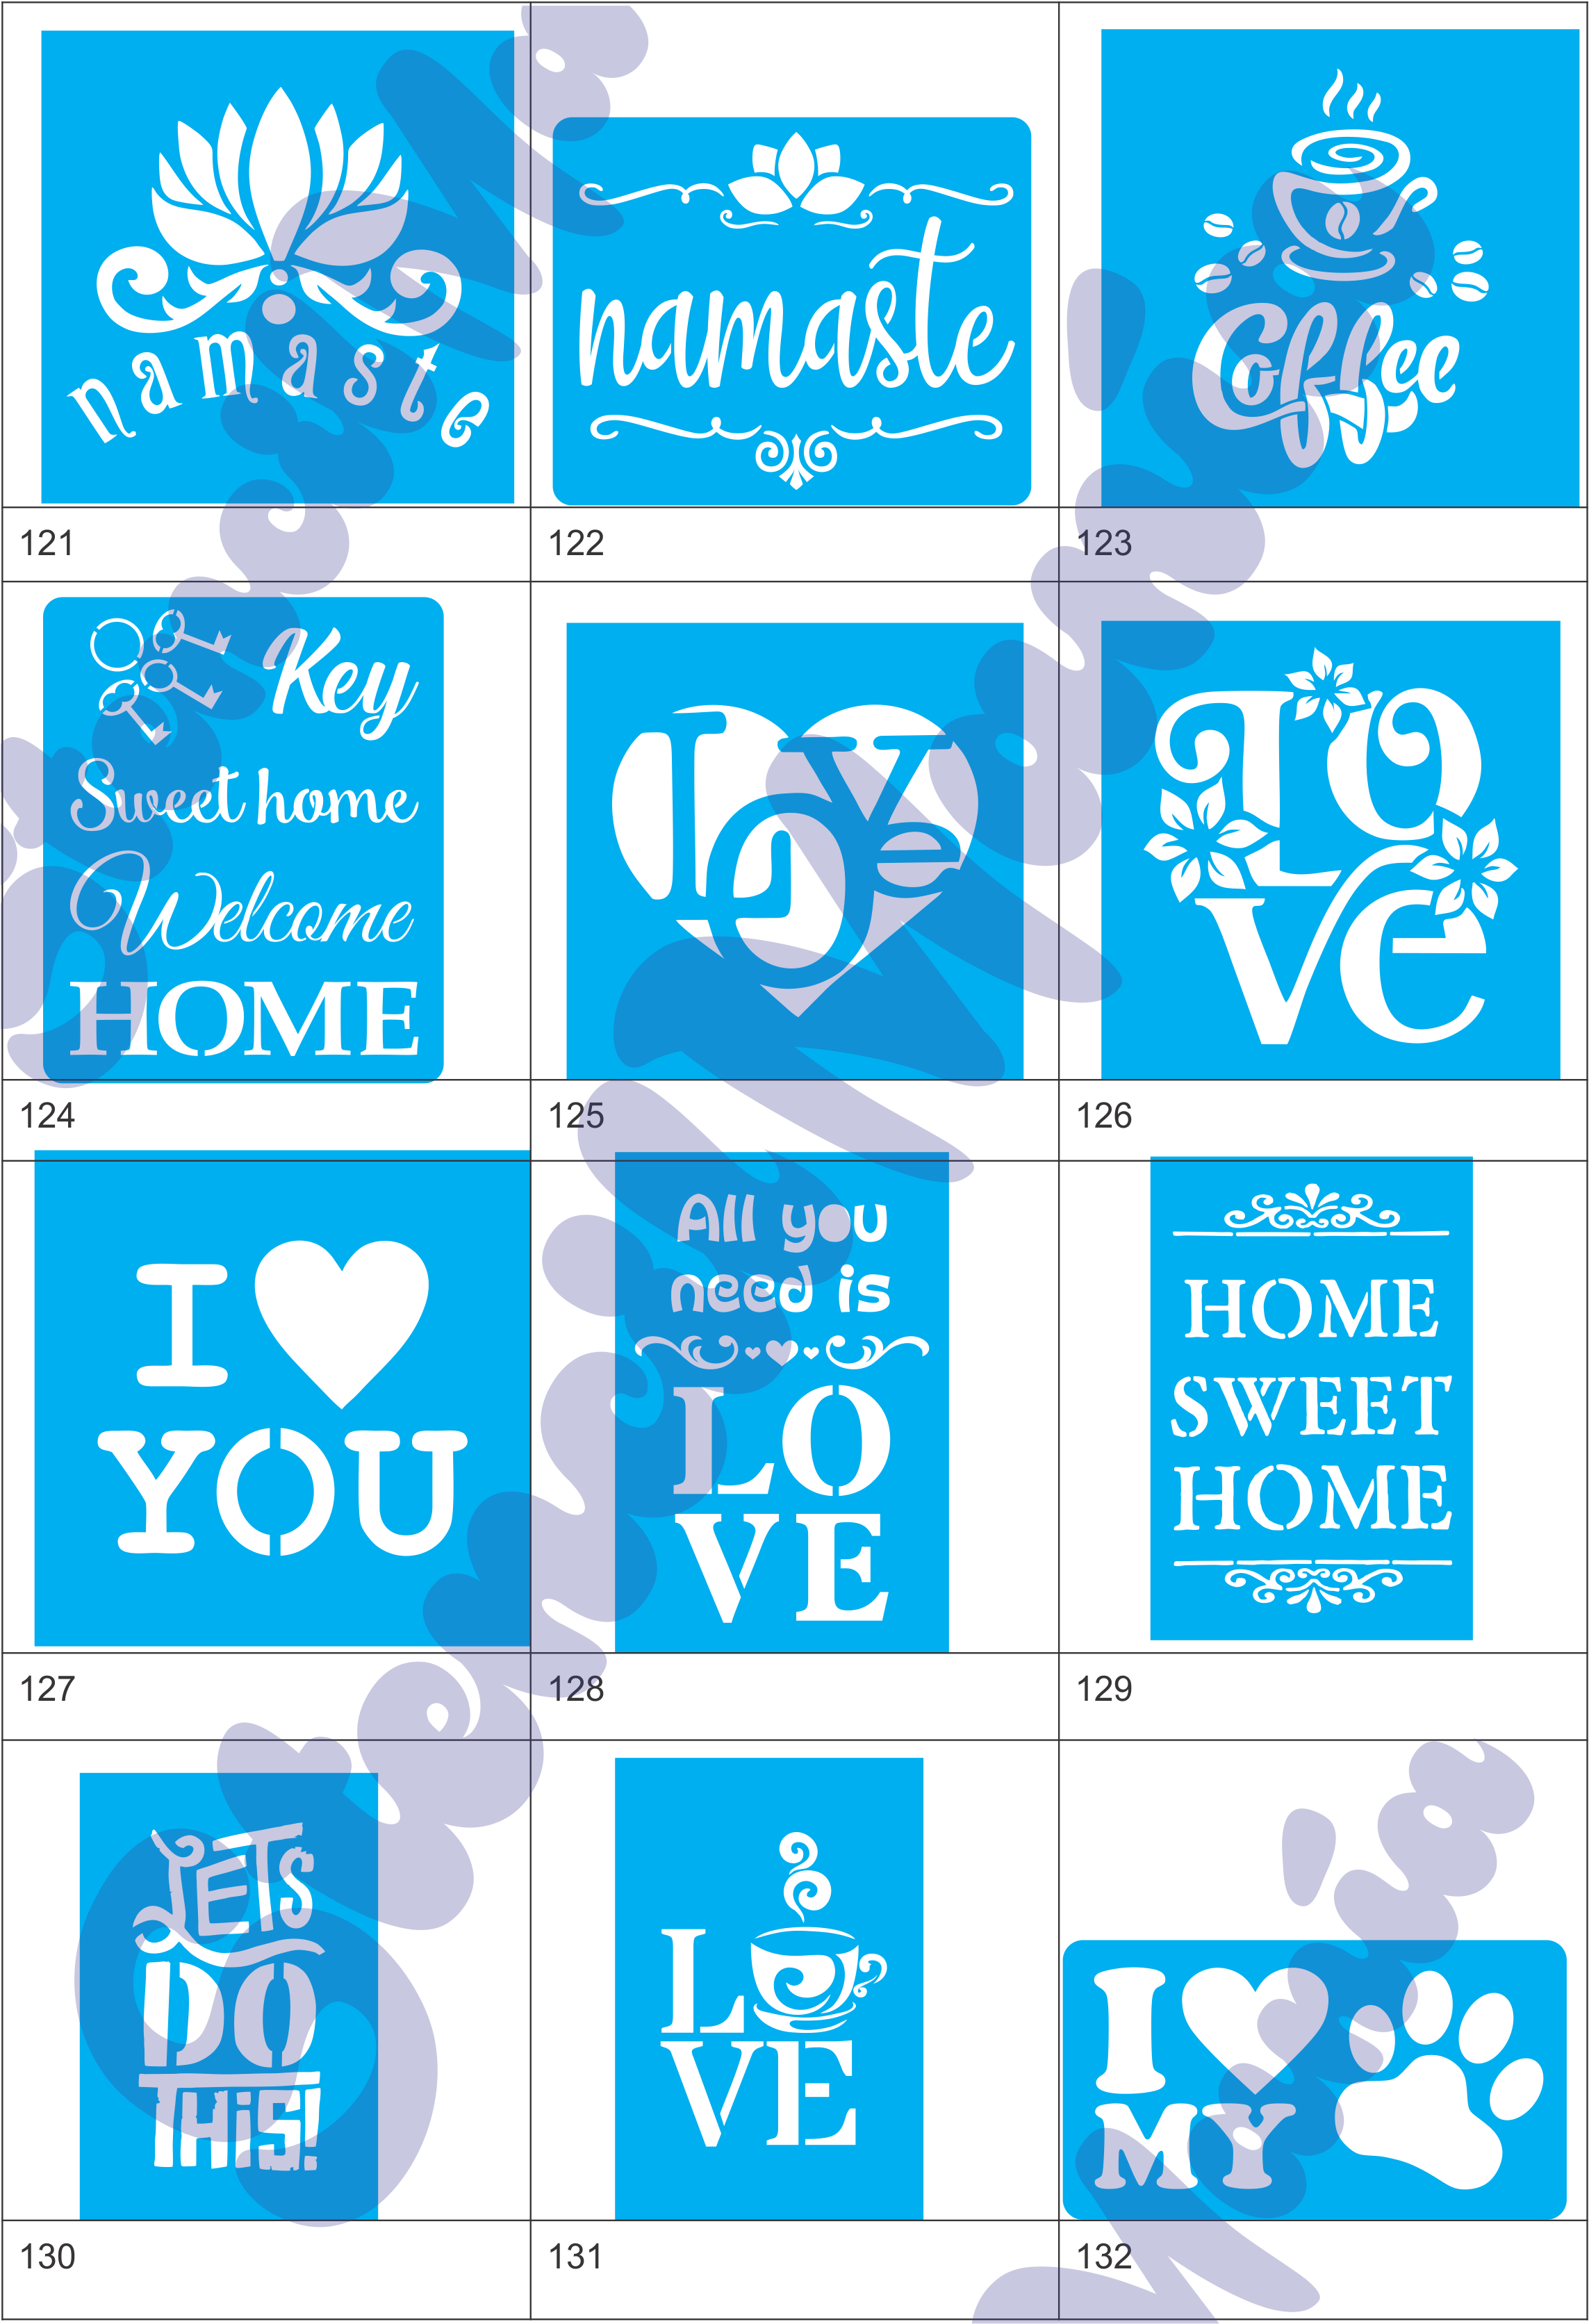 namaste
namaste
Coffee
121
122
123
Key
Sweet home
Welcome
HOME
LOVE
LO
VE
124
125
126
I
YOU
All you
need is
LO
VE
HOME
SWEET
HOME
127
128
129
LETS
DO
THIS!
L
VE
I
MY
130
131
132